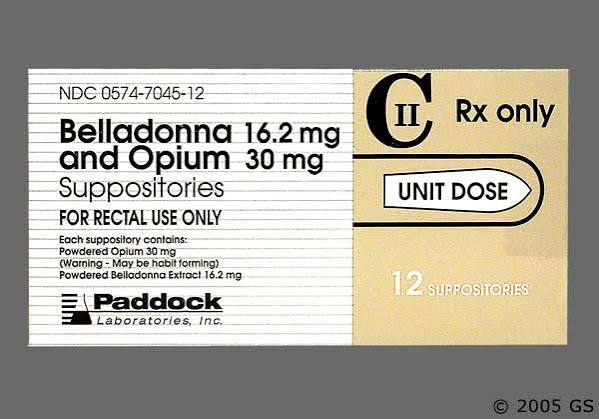 NDC 0574-7045-12
Belladonna 16.2 mg
and Opium 30 mg
Suppositories
FOR RECTAL USE ONLY
Each suppository contains:
Powdered Opium 30 mg
(Warning - May be habit forming)
Powdered Belladonna Extract 16.2 mg
Paddock
Laboratories, Inc.
CII
Rx only
UNIT DOSE
12 SUPPOSITORIES
© 2005 GS